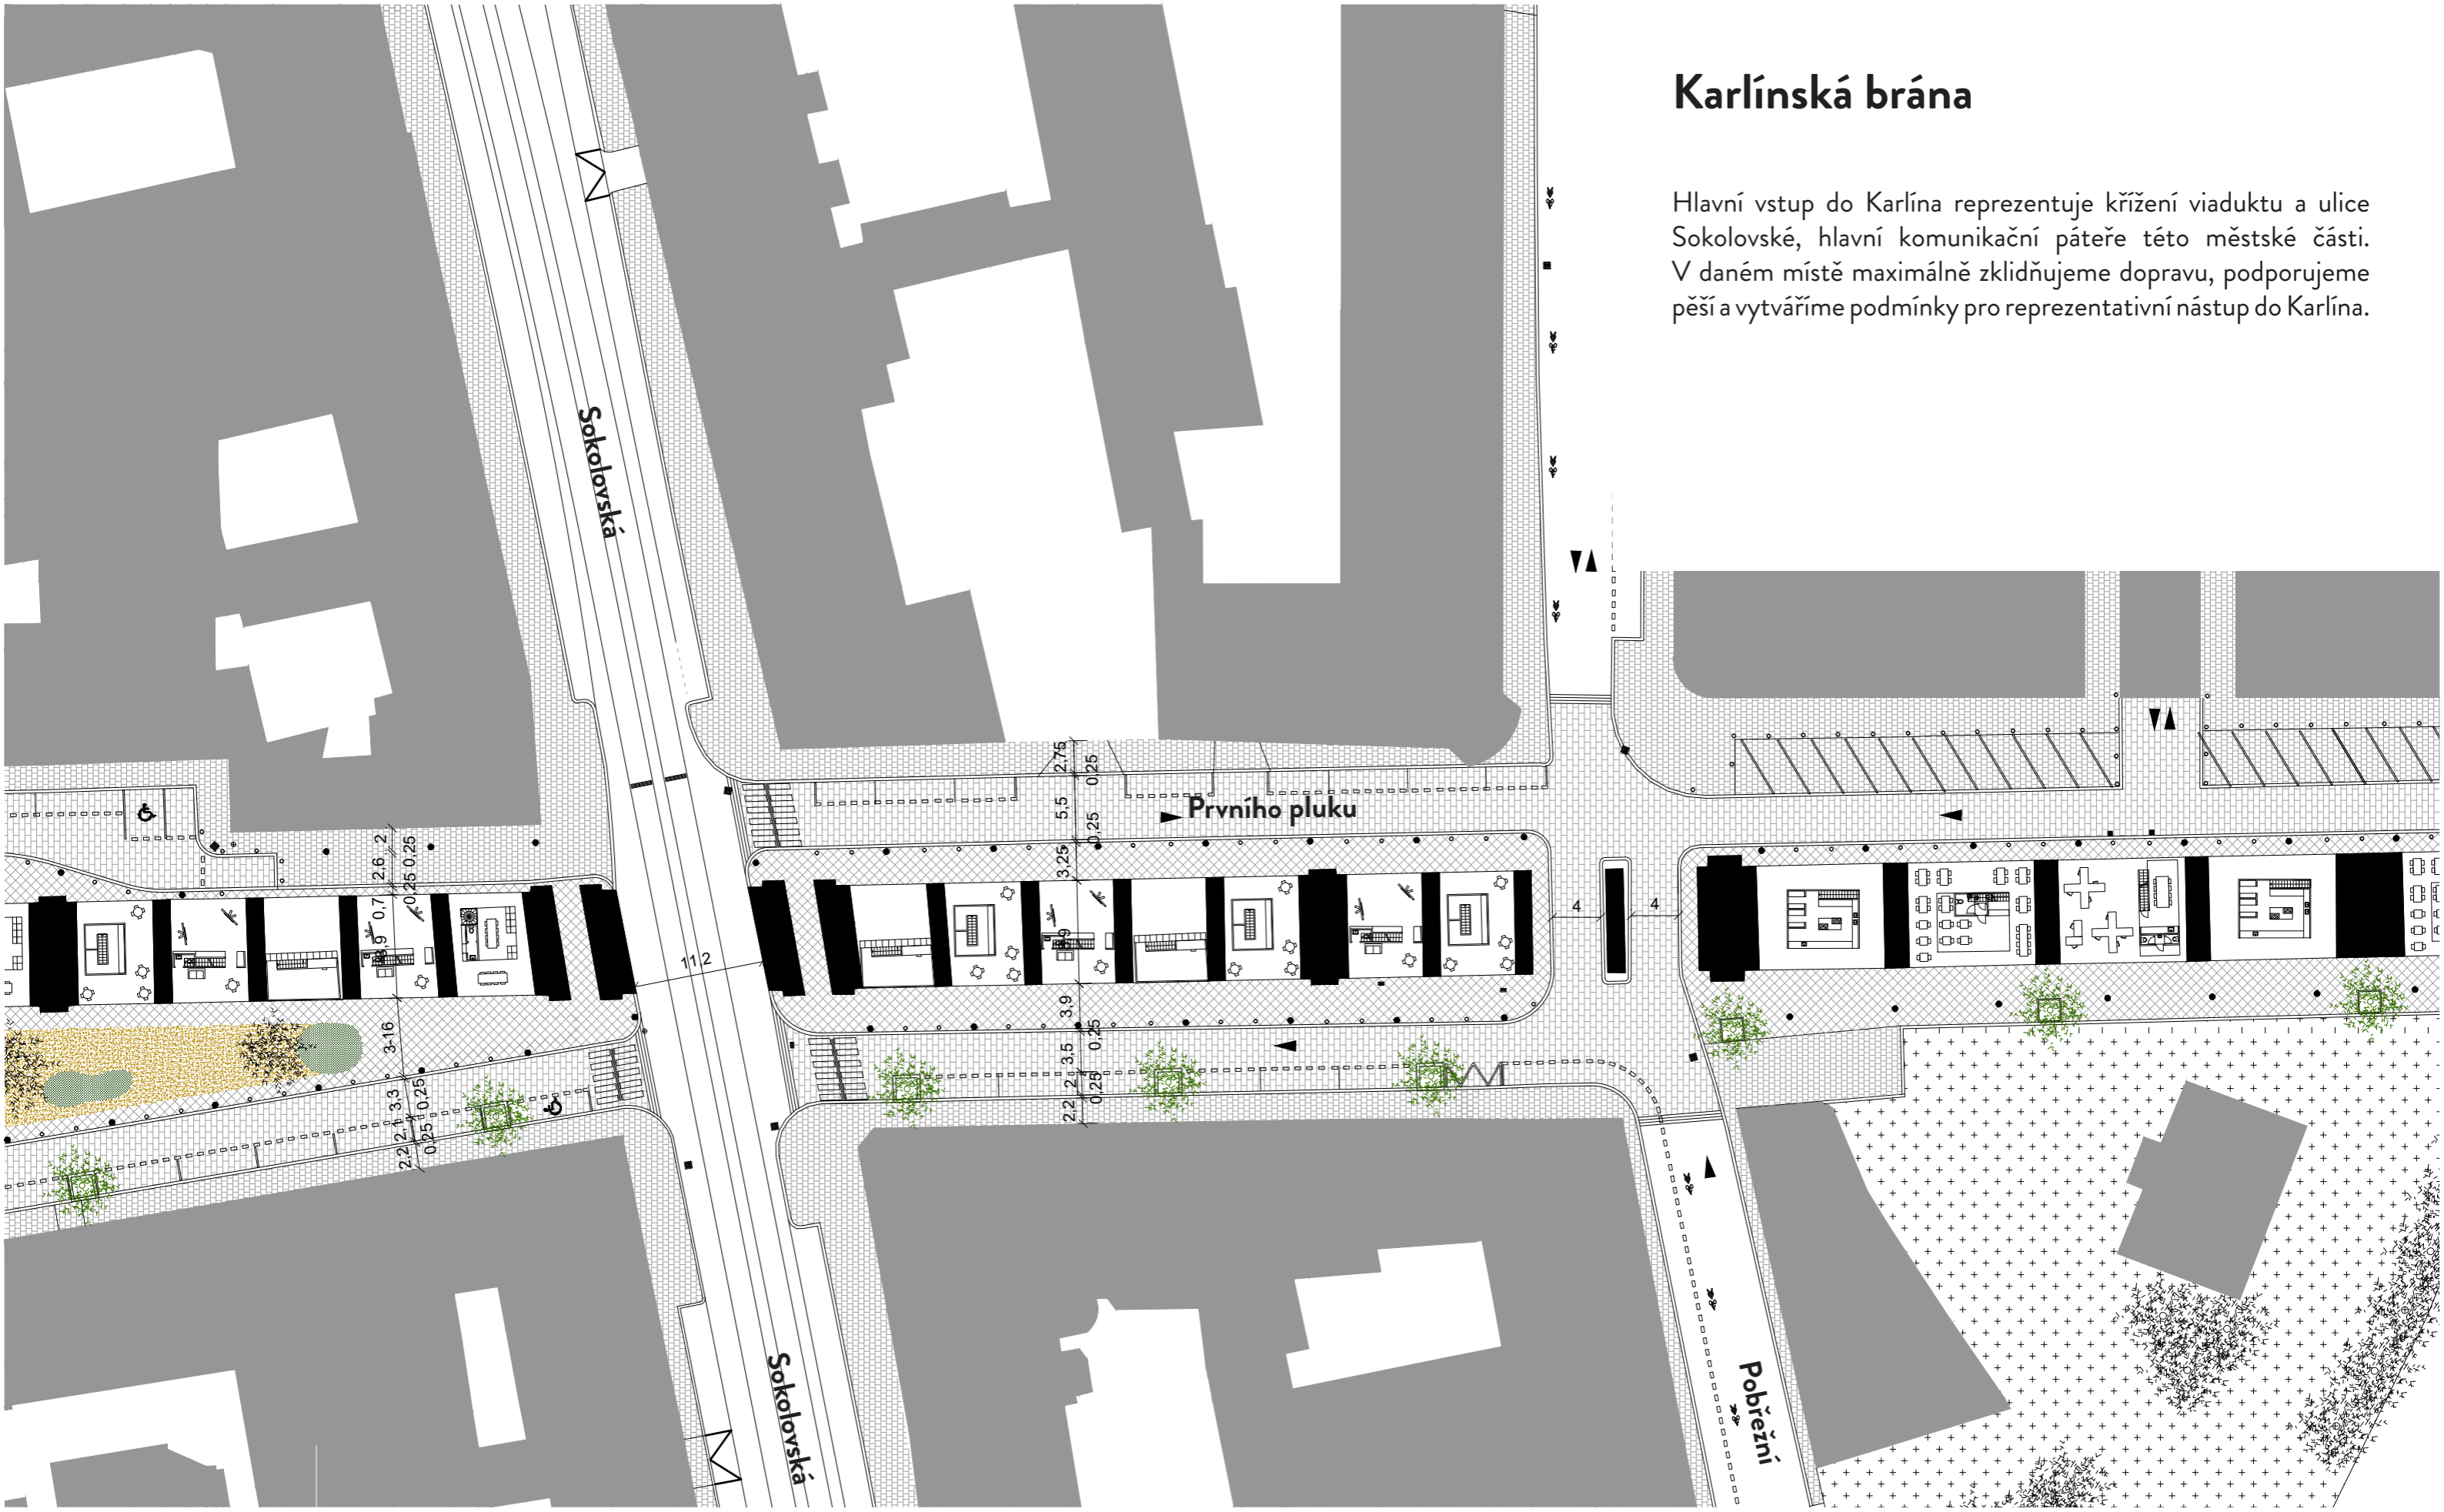 Karlínská brána
Hlavní vstup do Karlína reprezentuje křížení viaduktu a ulice
Sokolovské, hlavní komunikační páteře této městské části.
V daném místě maximálně zklidňujeme dopravu, podporujeme
pěší a vytváříme podmínky pro reprezentativní nástup do Karlína.
Sokolovská
Prvního pluku
2,75
0,25
5,5
0,25
3,25
3,9
0,25
3,5
2
0,25
2,2
2
0,25
2,6
0,25
0,7
3-16
0,25
3,3
1
0,25
2,2
11,2
4
4
Sokolovská
Pobřežní